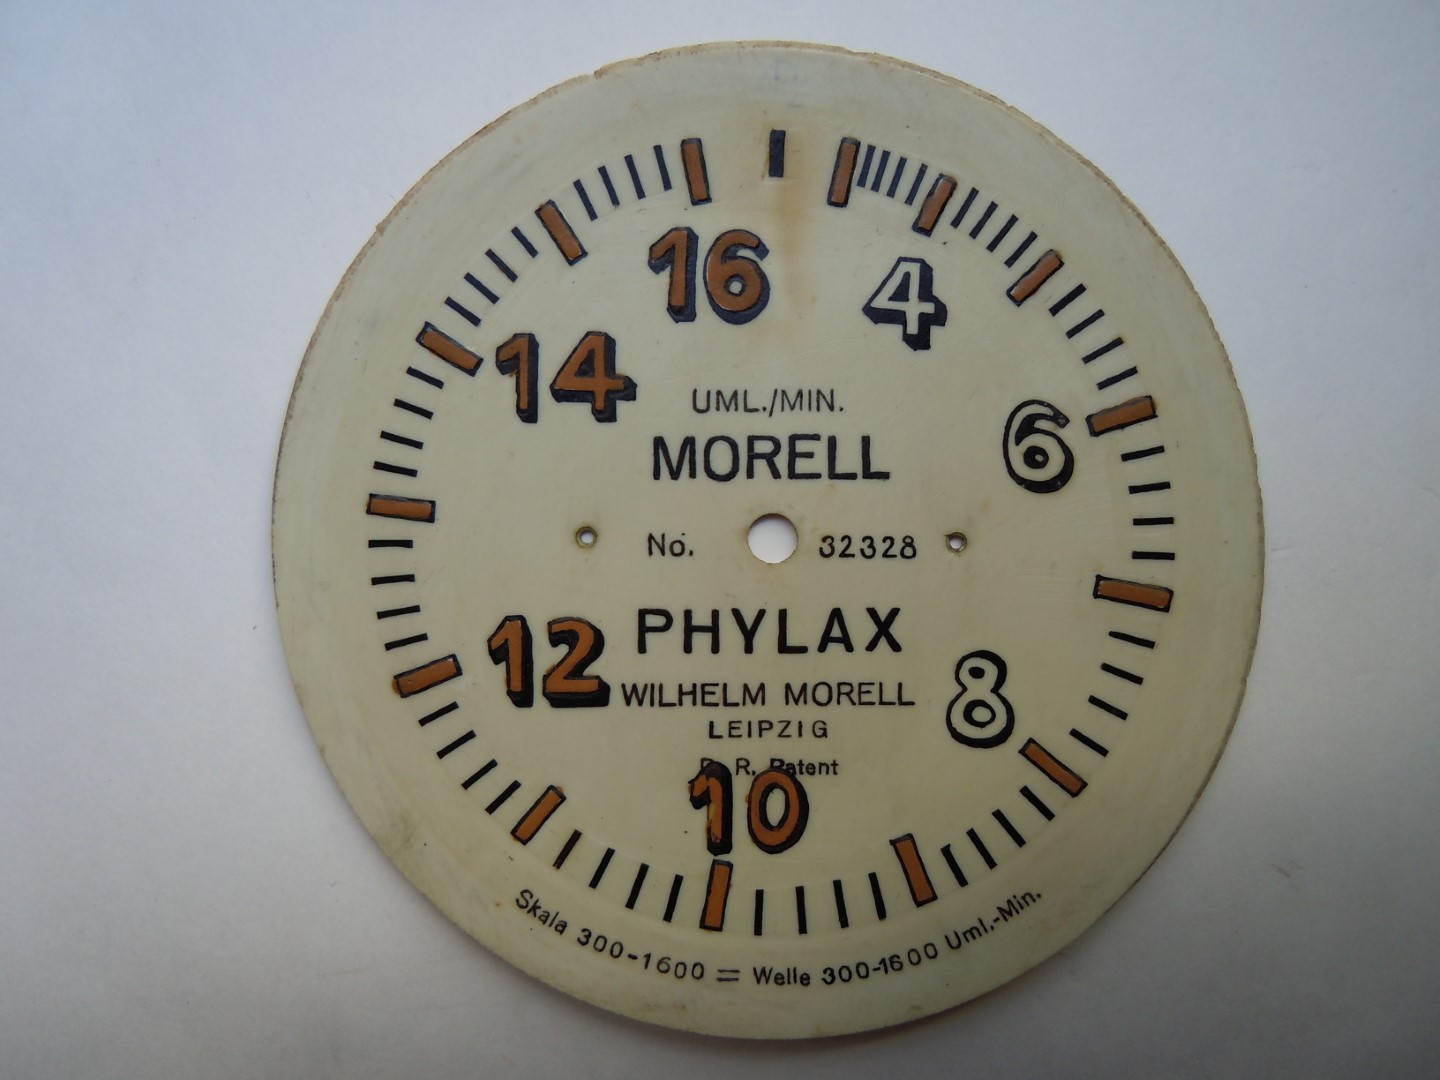 16
4
14
6
UML./MIN.
MORELL
No. 32328
PHYLAX
12
8
WILHELM MORELL
LEIPZIG
D. R. Patent
10
Skala 300-1600 = Welle 300-1600 Uml.-Min.